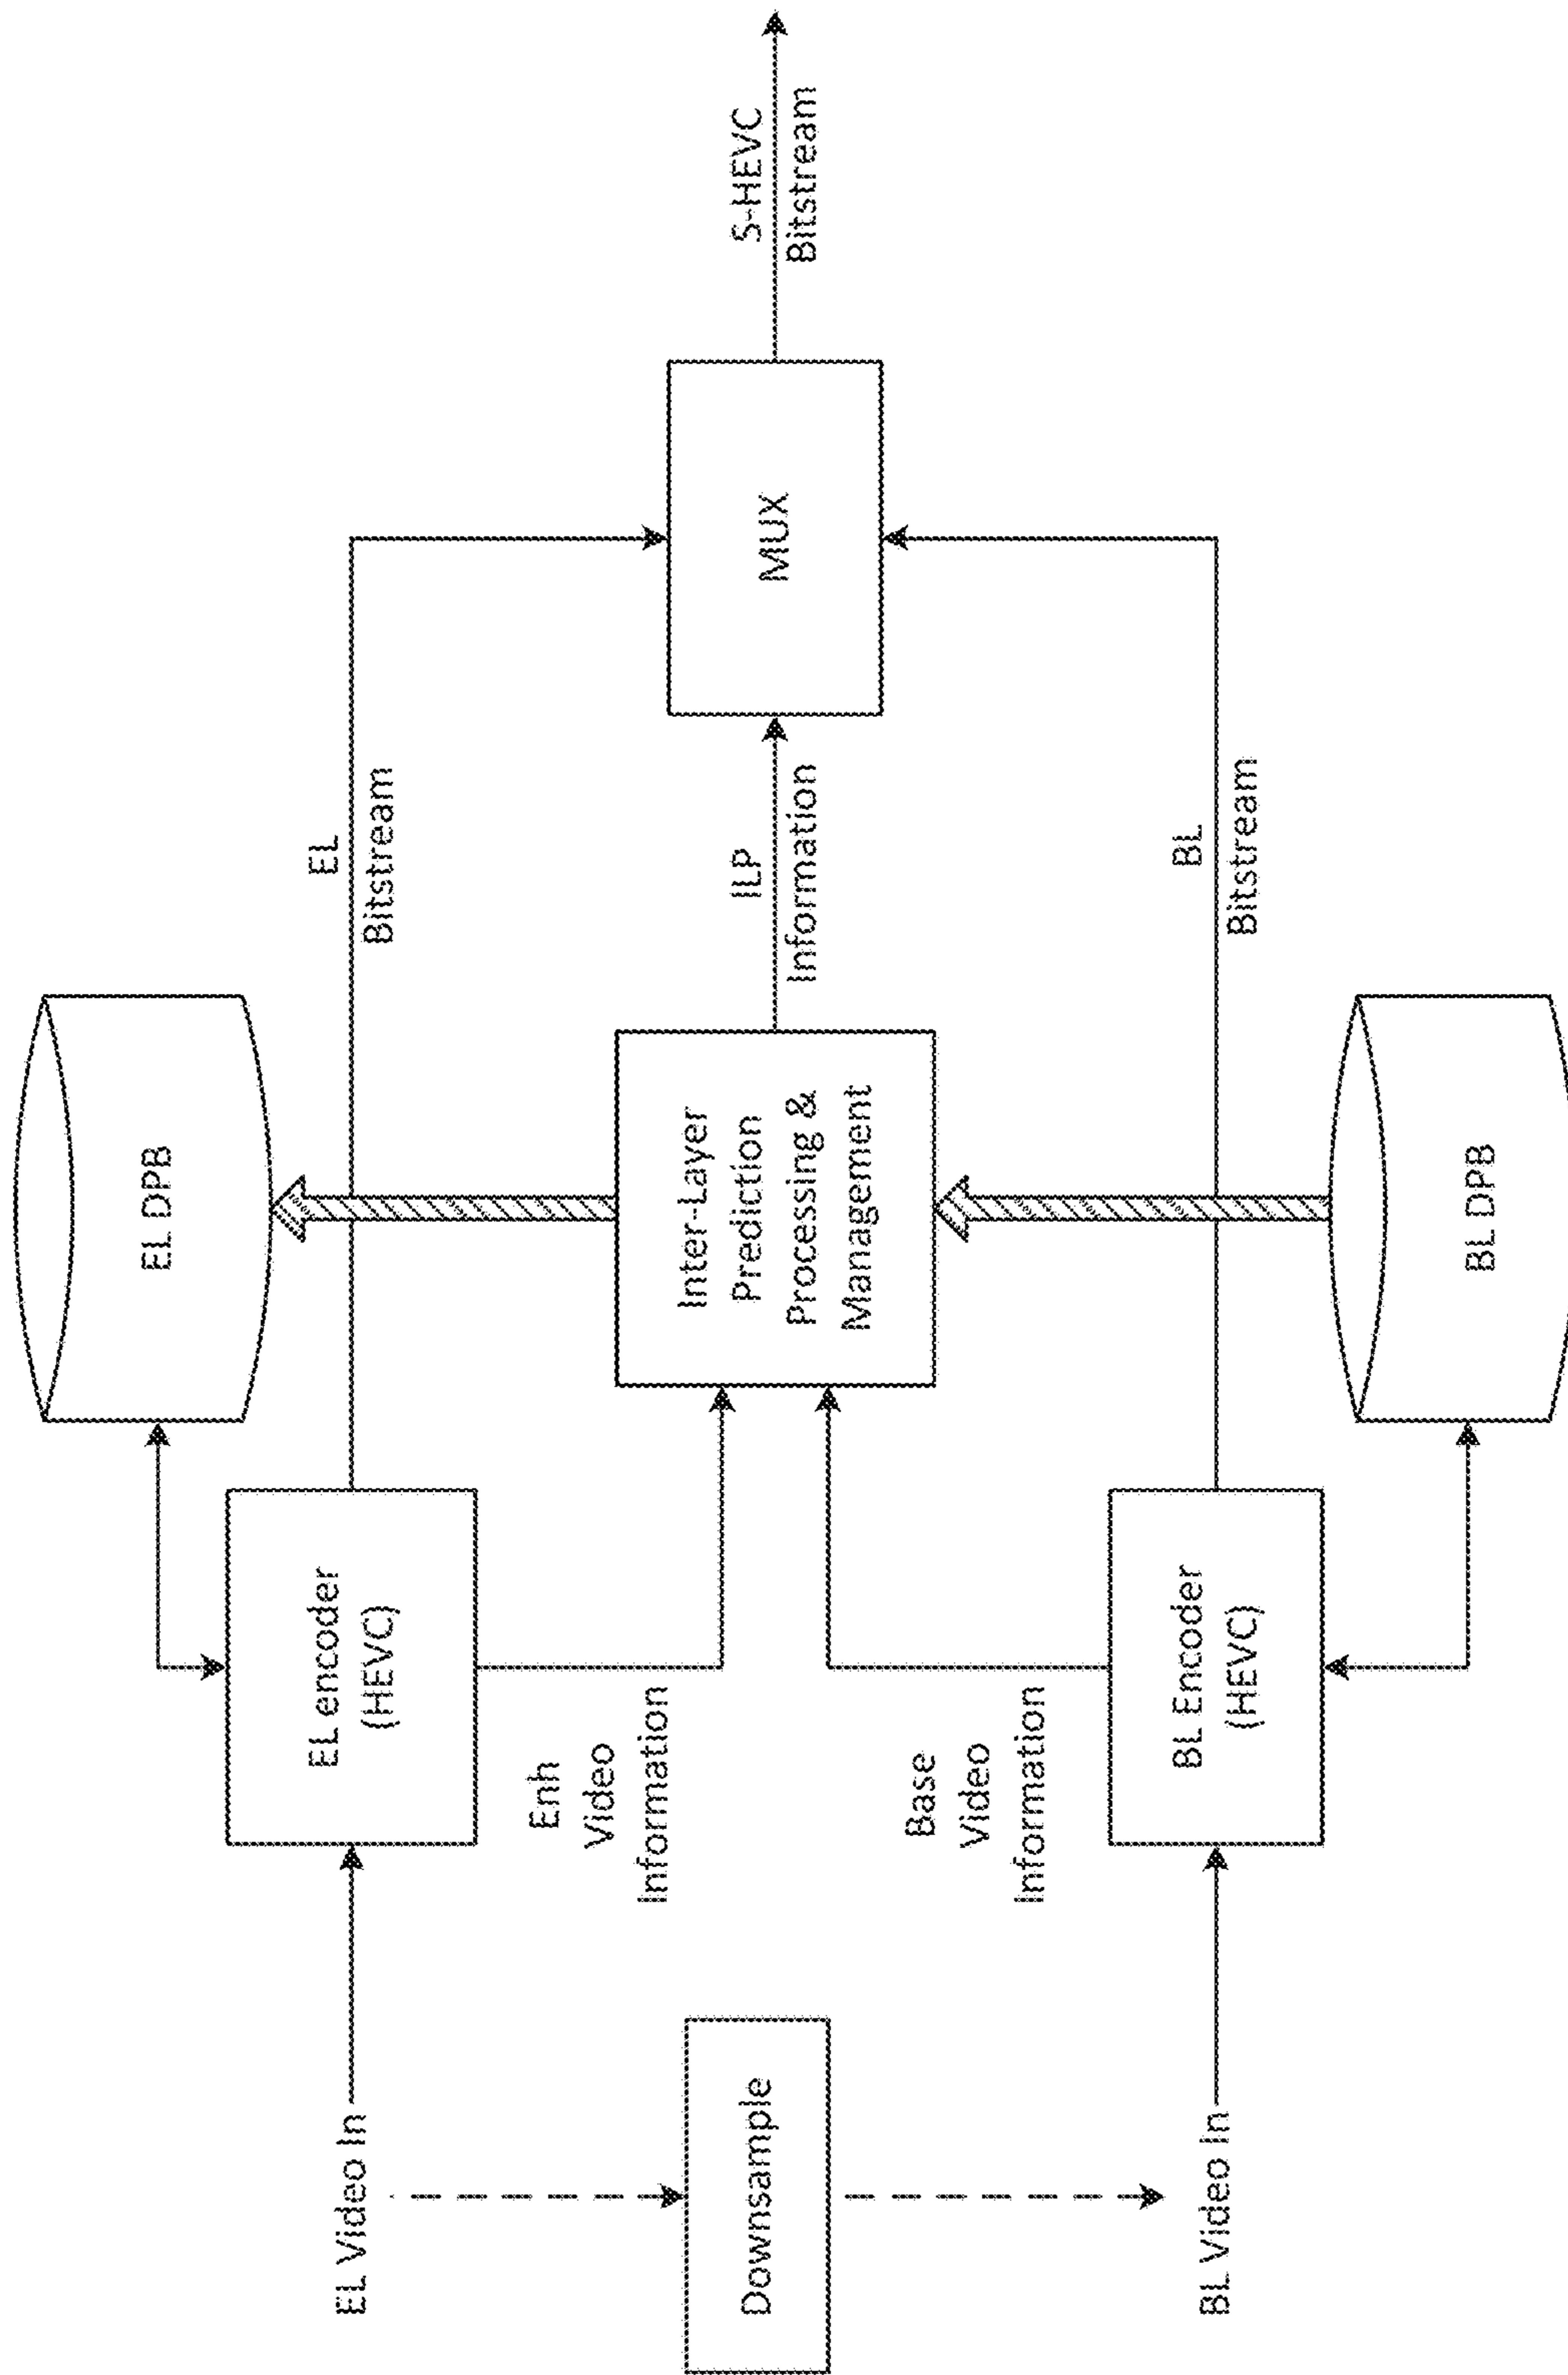 EL Video In
Downsample
BL Video In
EL encoder
(HEVC)
Enh
Video
Information
Base
Video
Information
BL Encoder
(HEVC)
EL DPB
Inter-Layer
Prediction
Processing &
Management
BL DPB
EL
Bitstream
ILP
Information
BL
Bitstream
MUX
S-HEVC
Bitstream